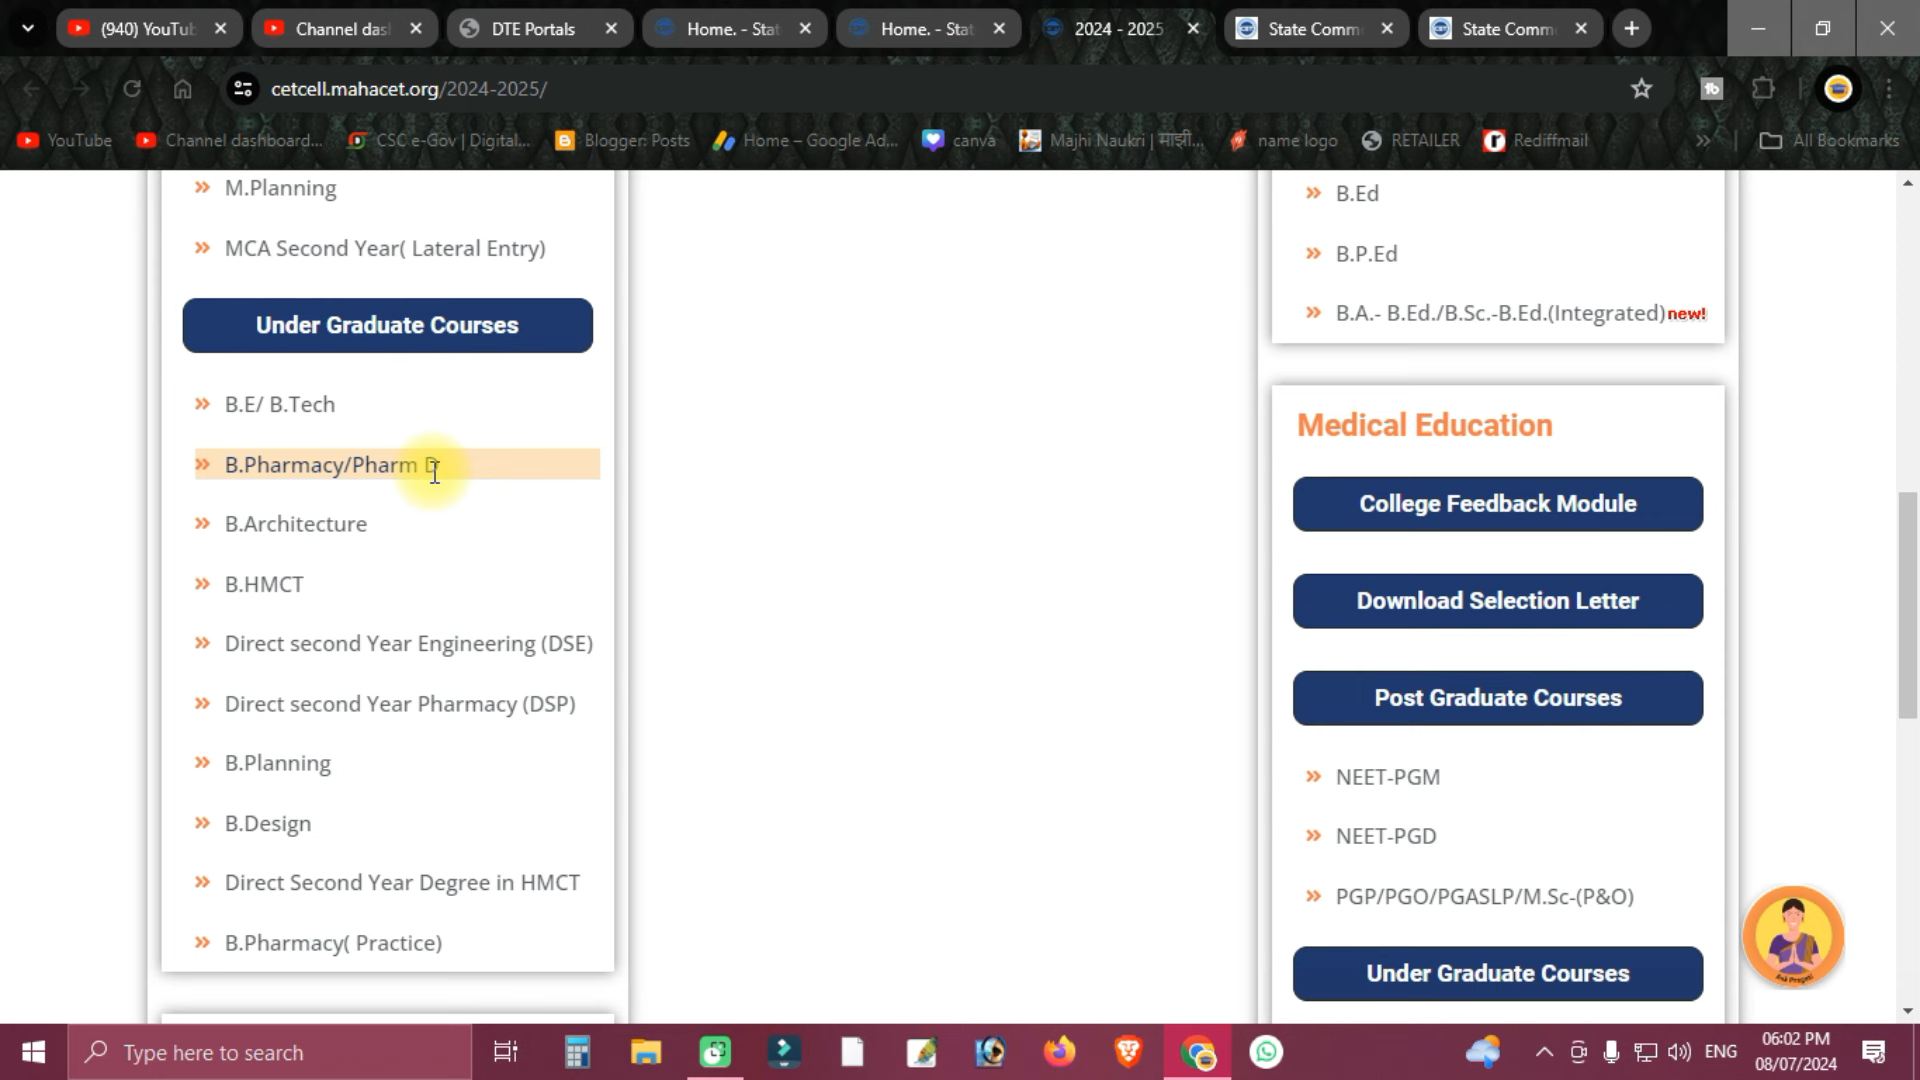 (940) YouTub
Channel das
DTE Portals
Home. - Stat
Home. - Stat
2024 - 2025
State Comm
State Comm
cetcell.mahacet.org/2024-2025/
YouTube
Channel dashboard...
CSC e-Gov | Digital...
Blogger: Posts
Home – Google Ad...
canva
Majhi Naukri | माझी...
name logo
RETAILER
Rediffmail
All Bookmarks
M.Planning
MCA Second Year( Lateral Entry)
Under Graduate Courses
B.E/ B.Tech
B.Pharmacy/Pharm D
B.Architecture
B.HMCT
Direct second Year Engineering (DSE)
Direct second Year Pharmacy (DSP)
B.Planning
B.Design
Direct Second Year Degree in HMCT
B.Pharmacy( Practice)
B.Ed
B.P.Ed
B.A.- B.Ed./B.Sc.-B.Ed.(Integrated) new!
Medical Education
College Feedback Module
Download Selection Letter
Post Graduate Courses
NEET-PGM
NEET-PGD
PGP/PGO/PGASLP/M.Sc-(P&O)
Under Graduate Courses
Type here to search
ENG
06:02 PM
08/07/2024